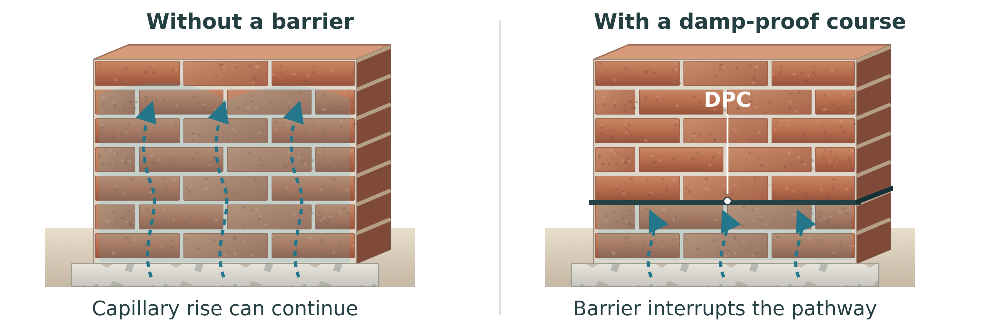 Without a barrier
Capillary rise can continue
With a damp-proof course
DPC
Barrier interrupts the pathway